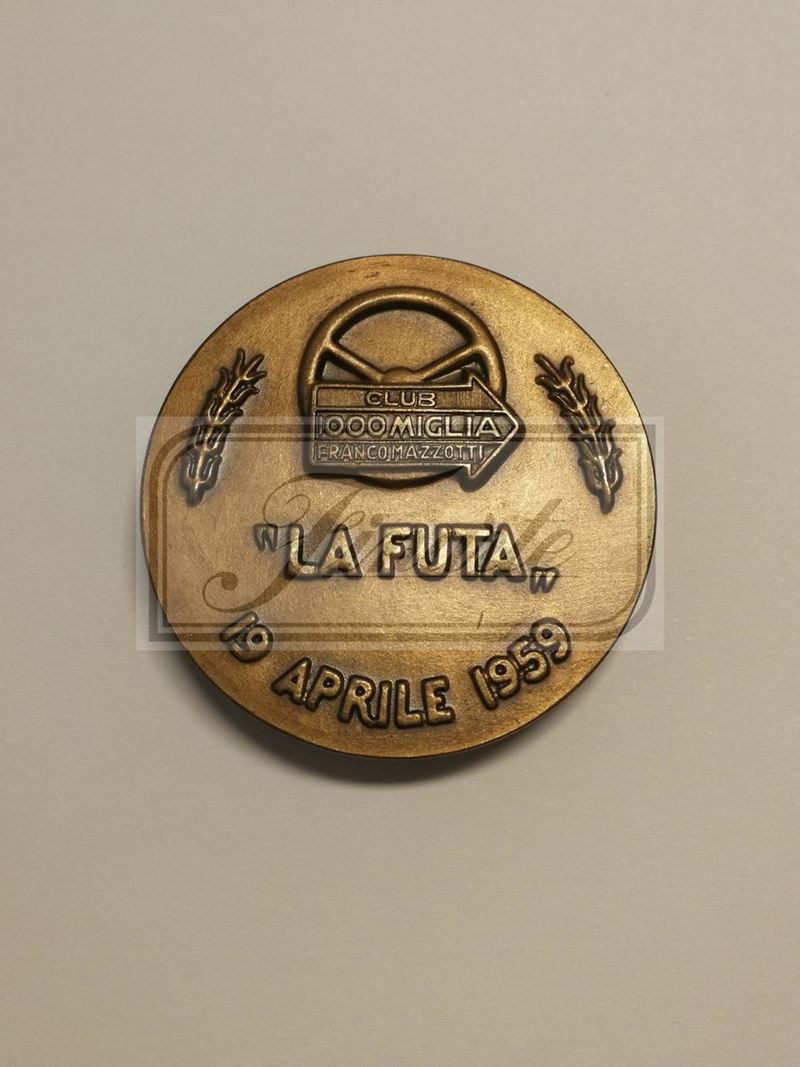 CLUB
1000 MIGLIA
FRANCO MAZZOTTI
"LA FUTA"
19 APRILE 1959